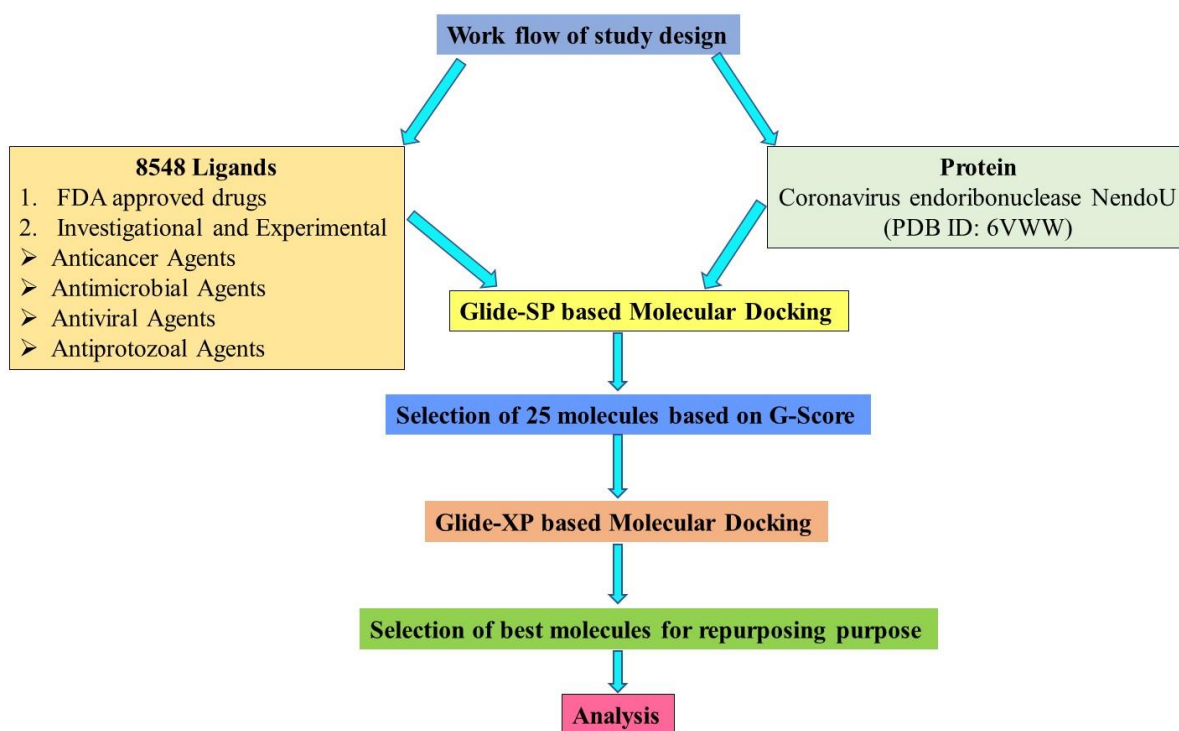 Work flow of study design
8548 Ligands
1. FDA approved drugs
2. Investigational and Experimental
➢ Anticancer Agents
➢ Antimicrobial Agents
➢ Antiviral Agents
➢ Antiprotozoal Agents
Protein
Coronavirus endoribonuclease NendoU
(PDB ID: 6VWW)
Glide-SP based Molecular Docking
Selection of 25 molecules based on G-Score
Glide-XP based Molecular Docking
Selection of best molecules for repurposing purpose
Analysis